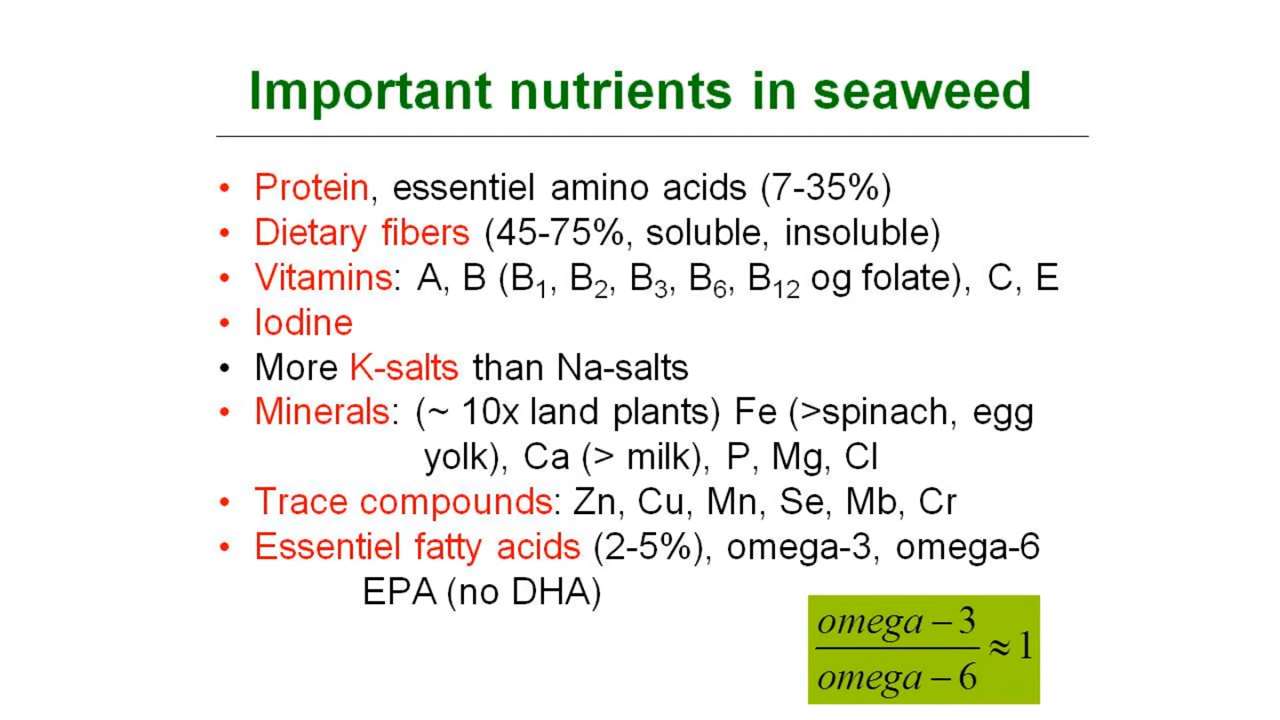 Important nutrients in seaweed
• Protein, essentiel amino acids (7-35%)
• Dietary fibers (45-75%, soluble, insoluble)
• Vitamins: A, B (B₁, B₂, B₃, B₆, B₁₂ og folate), C, E
• Iodine
• More K-salts than Na-salts
• Minerals: (~ 10x land plants) Fe (>spinach, egg
yolk), Ca (> milk), P, Mg, Cl
• Trace compounds: Zn, Cu, Mn, Se, Mb, Cr
• Essentiel fatty acids (2-5%), omega-3, omega-6
EPA (no DHA)
omega – 3
≈ 1
omega – 6